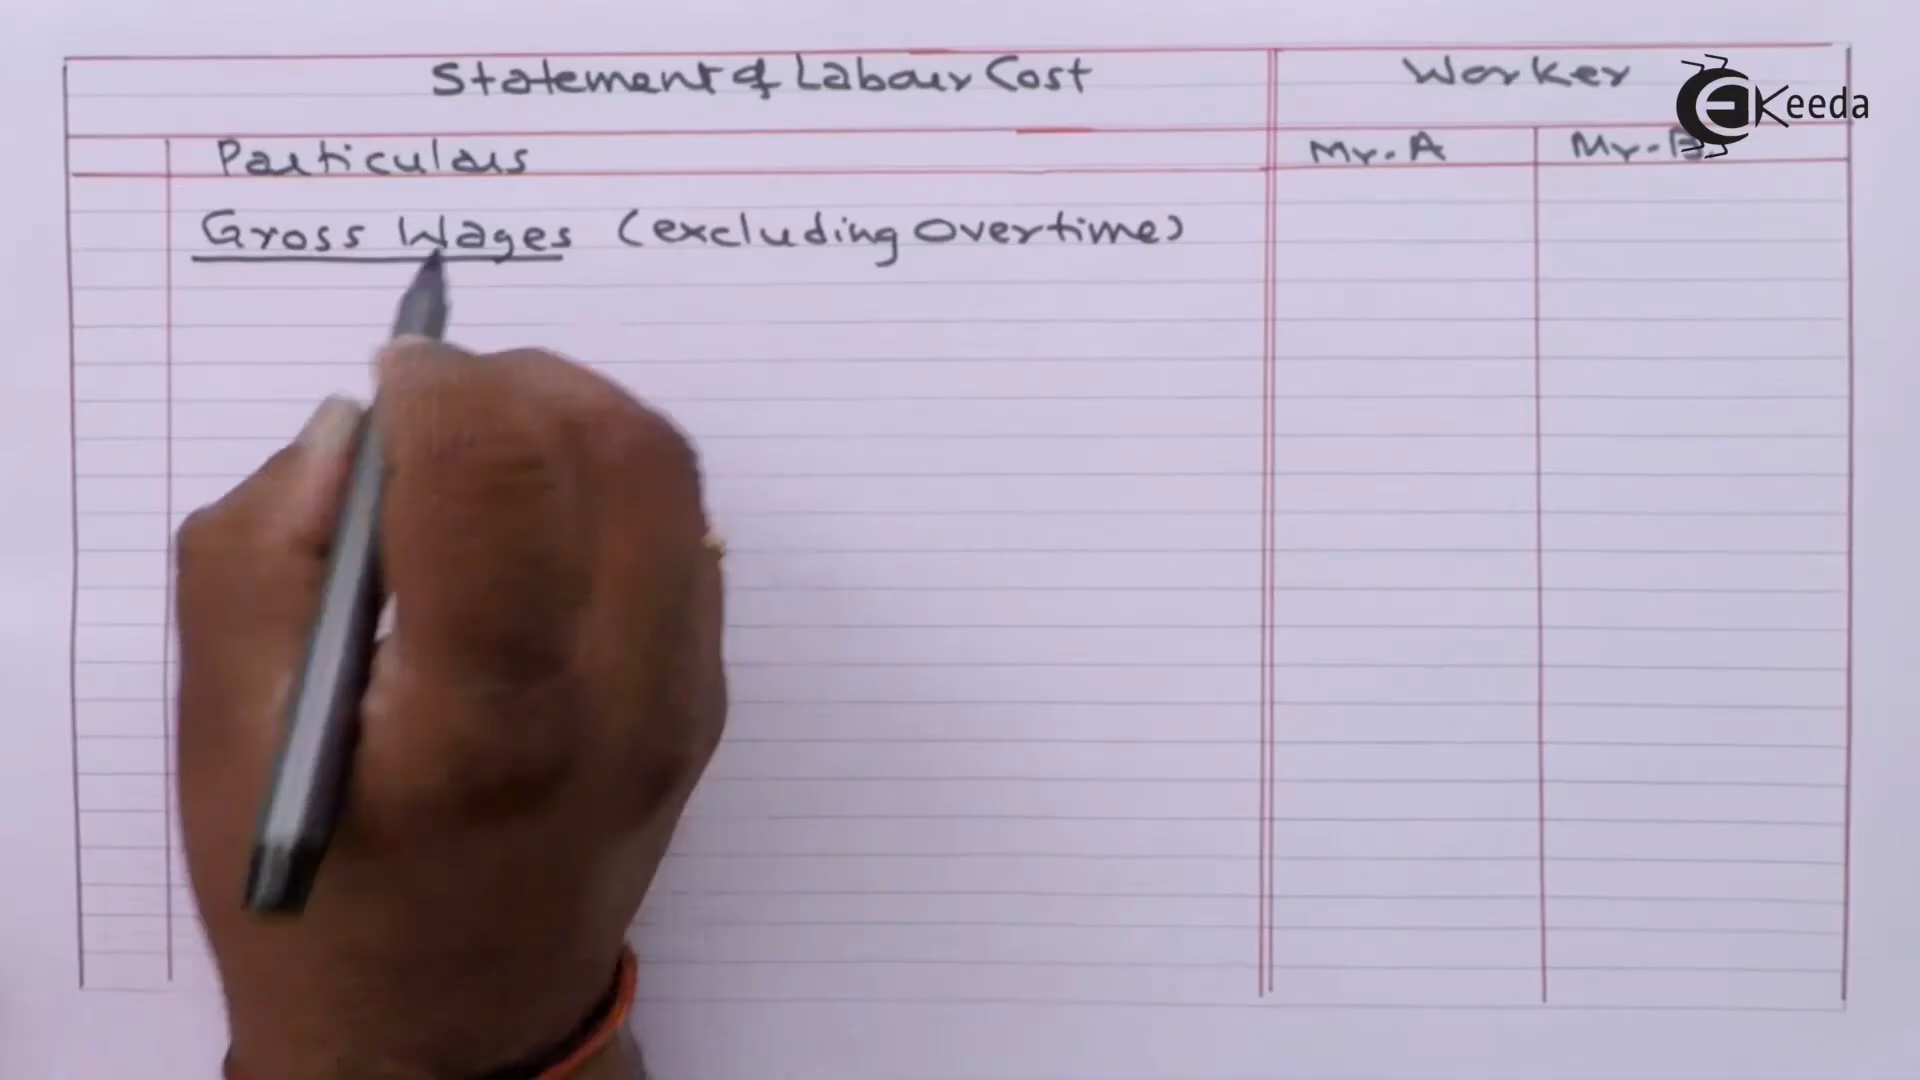 Statement of Labour Cost Worker
Particulars Mr. A Mr. B
Gross Wages (excluding Overtime)
Keeda